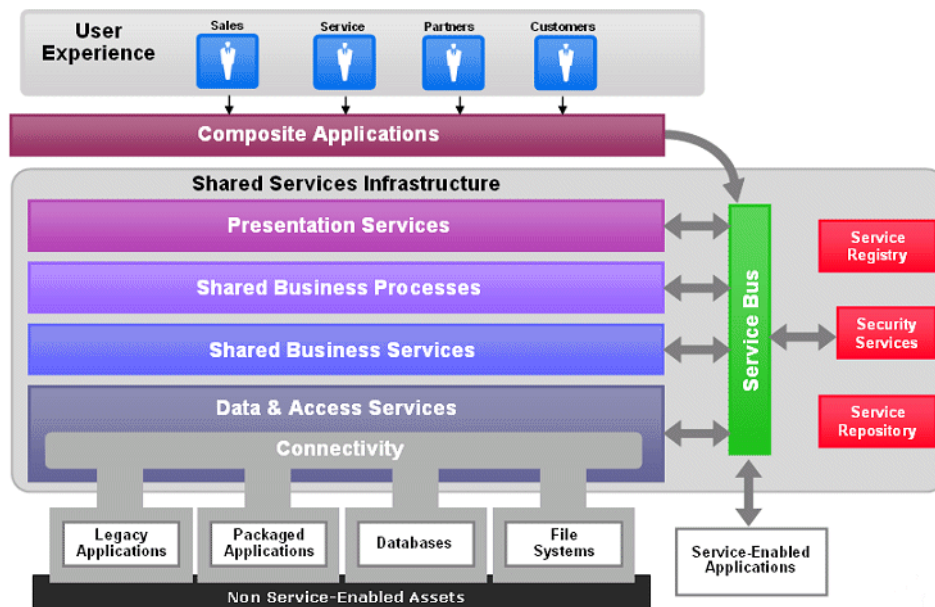 User
Experience
Sales
Service
Partners
Customers
Composite Applications
Shared Services Infrastructure
Presentation Services
Shared Business Processes
Shared Business Services
Data & Access Services
Connectivity
Service Bus
Service
Registry
Security
Services
Service
Repository
Legacy
Applications
Packaged
Applications
Databases
File
Systems
Service-Enabled
Applications
Non Service-Enabled Assets